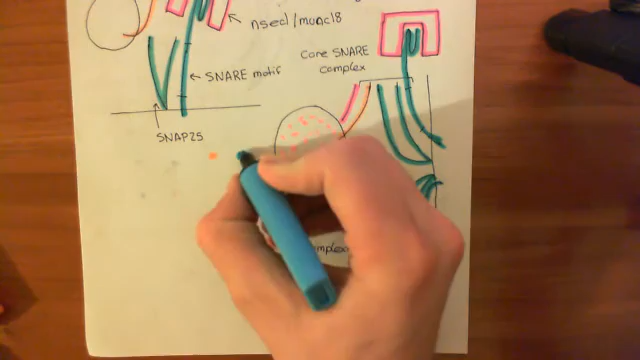 nsec1/munc18
Core SNARE
complex
SNARE motif
SNAP25